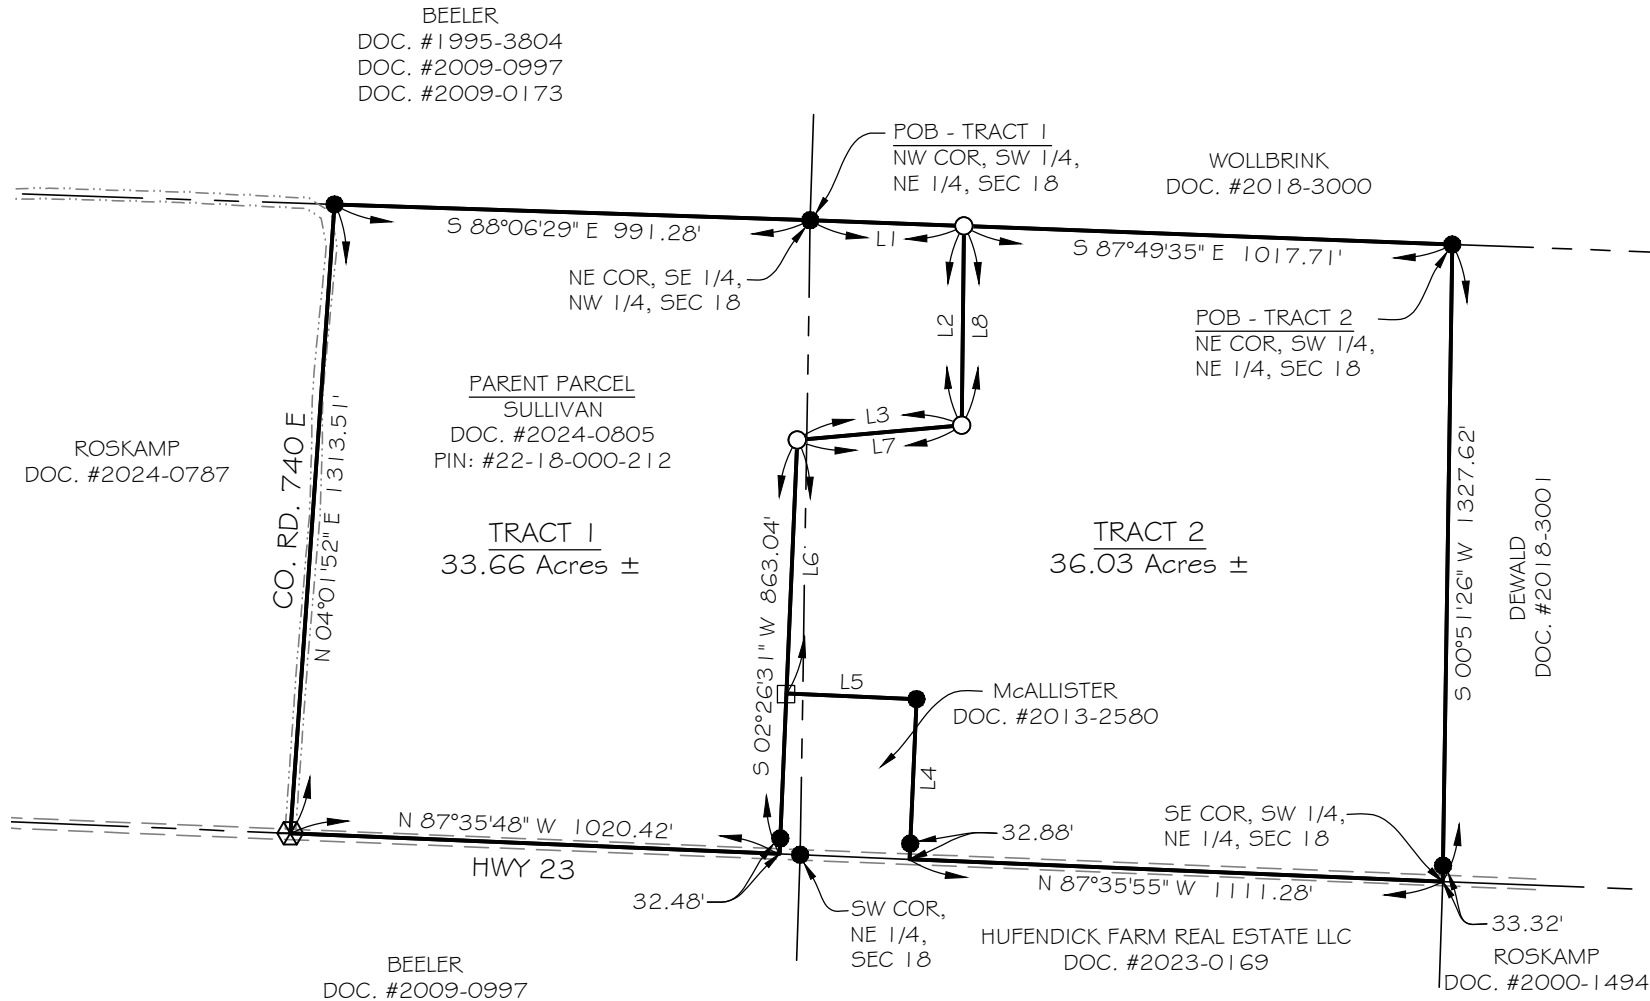 BEELER
DOC. #1995-3804
DOC. #2009-0997
DOC. #2009-0173
POB - TRACT 1
NW COR, SW 1/4,
NE 1/4, SEC 18
WOLLBRINK
DOC. #2018-3000
S 88°06'29" E 991.28'
L1
S 87°49'35" E 1017.71'
NE COR, SE 1/4,
NW 1/4, SEC 18
L2
L8
POB - TRACT 2
NE COR, SW 1/4,
NE 1/4, SEC 18
PARENT PARCEL
SULLIVAN
DOC. #2024-0805
PIN: #22-18-000-212
L3
L7
ROSKAMP
DOC. #2024-0787
CO. RD. 740 E
N 04°01'52" E 1313.51'
TRACT 1
33.66 Acres ±
S 02°26'31" W 863.04'
L6
TRACT 2
36.03 Acres ±
S 00°51'26" W 1327.62'
DEWALD
DOC. #2018-3001
L5
McALLISTER
DOC. #2013-2580
L4
N 87°35'48" W 1020.42'
HWY 23
32.88'
SE COR, SW 1/4,
NE 1/4, SEC 18
N 87°35'55" W 1111.28'
32.48'
SW COR,
NE 1/4,
SEC 18
33.32'
HUFENDICK FARM REAL ESTATE LLC
DOC. #2023-0169
ROSKAMP
DOC. #2000-1494
BEELER
DOC. #2009-0997